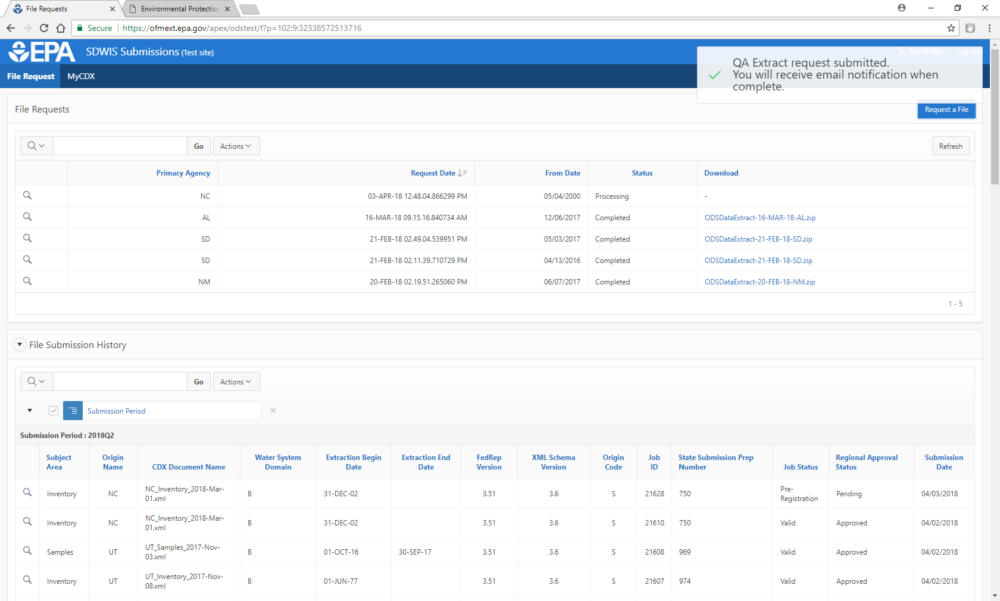 File Requests
Environmental Protection
Secure
https://ofmext.epa.gov/apex/odstest/f?p=102:9:32338572513716
EPA
SDWIS Submissions (Test site)
RMORRI03
Log Out
QA Extract request submitted.
You will receive email notification when
complete.
File Request
MyCDX
File Requests
Request a File
Go
Actions
Refresh
Primacy Agency Request Date From Date Status Download
NC 03-APR-18 12.48.04.866299 PM 05/04/2000 Processing -
AL 16-MAR-18 09.15.16.840734 AM 12/06/2017 Completed ODSDataExtract-16-MAR-18-AL.zip
SD 21-FEB-18 02.49.04.539951 PM 05/03/2017 Completed ODSDataExtract-21-FEB-18-SD.zip
SD 21-FEB-18 02.11.39.710729 PM 04/13/2016 Completed ODSDataExtract-21-FEB-18-SD.zip
NM 20-FEB-18 02.19.51.265060 PM 06/07/2017 Completed ODSDataExtract-20-FEB-18-NM.zip
1 - 5
File Submission History
Go
Actions
Submission Period
Submission Period : 2018Q2
Subject Area Origin Name CDX Document Name Water System Domain Extraction Begin Date Extraction End Date FedRep Version XML Schema Version Origin Code Job ID State Submission Prep Number Job Status Regional Approval Status Submission Date
Inventory NC NC_Inventory_2018-Mar-01.xml B 31-DEC-02 3.51 3.6 S 21628 750 Pre-Registration Pending 04/03/2018
Inventory NC NC_Inventory_2018-Mar-01.xml B 31-DEC-02 3.51 3.6 S 21610 750 Valid Approved 04/02/2018
Samples UT UT_Samples_2017-Nov-03.xml B 01-OCT-16 30-SEP-17 3.51 3.6 S 21608 969 Valid Approved 04/02/2018
Inventory UT UT_Inventory_2017-Nov-08.xml B 01-JUN-77 3.51 3.6 S 21607 974 Valid Approved 04/02/2018